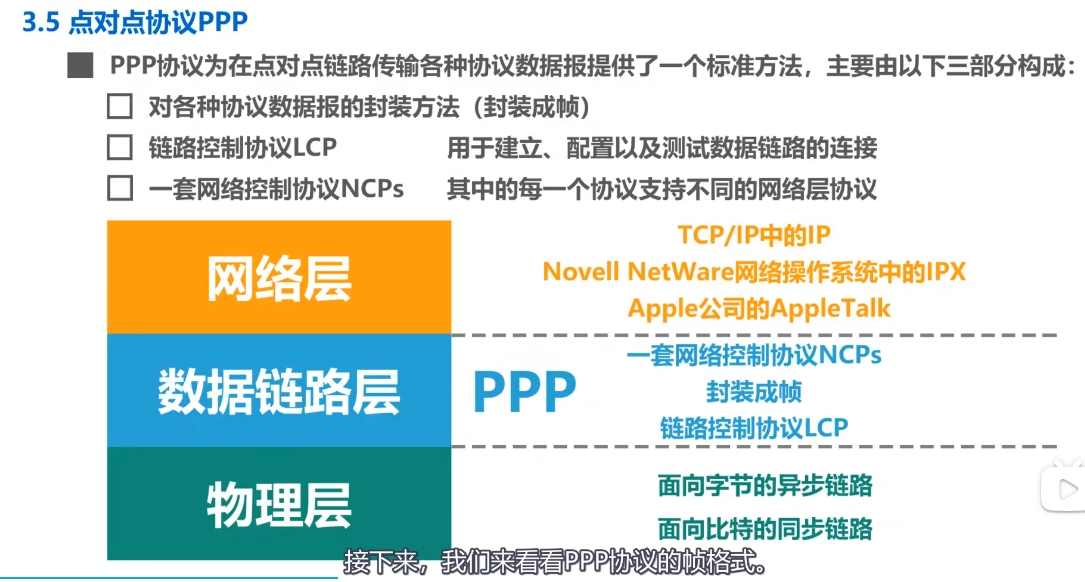 3.5 点对点协议PPP
PPP协议为在点对点链路传输各种协议数据报提供了一个标准方法，主要由以下三部分构成：
对各种协议数据报的封装方法（封装成帧）
链路控制协议LCP 用于建立、配置以及测试数据链路的连接
一套网络控制协议NCPs 其中的每一个协议支持不同的网络层协议
网络层
TCP/IP中的IP
Novell NetWare网络操作系统中的IPX
Apple公司的AppleTalk
数据链路层
PPP
一套网络控制协议NCPs
封装成帧
链路控制协议LCP
物理层
面向字节的异步链路
面向比特的同步链路
接下来，我们来看看PPP协议的帧格式。